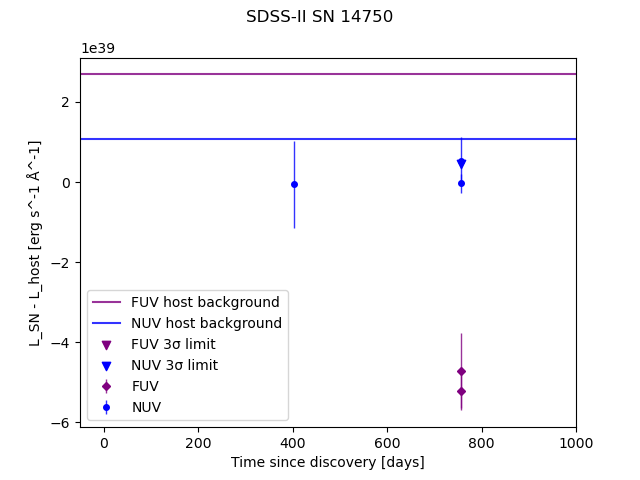 SDSS-II SN 14750
1e39
L_SN - L_host [erg s^-1 Å^-1]
2
0
−2
−4
−6
FUV host background
NUV host background
FUV 3σ limit
NUV 3σ limit
FUV
NUV
0 200 400 600 800 1000
Time since discovery [days]